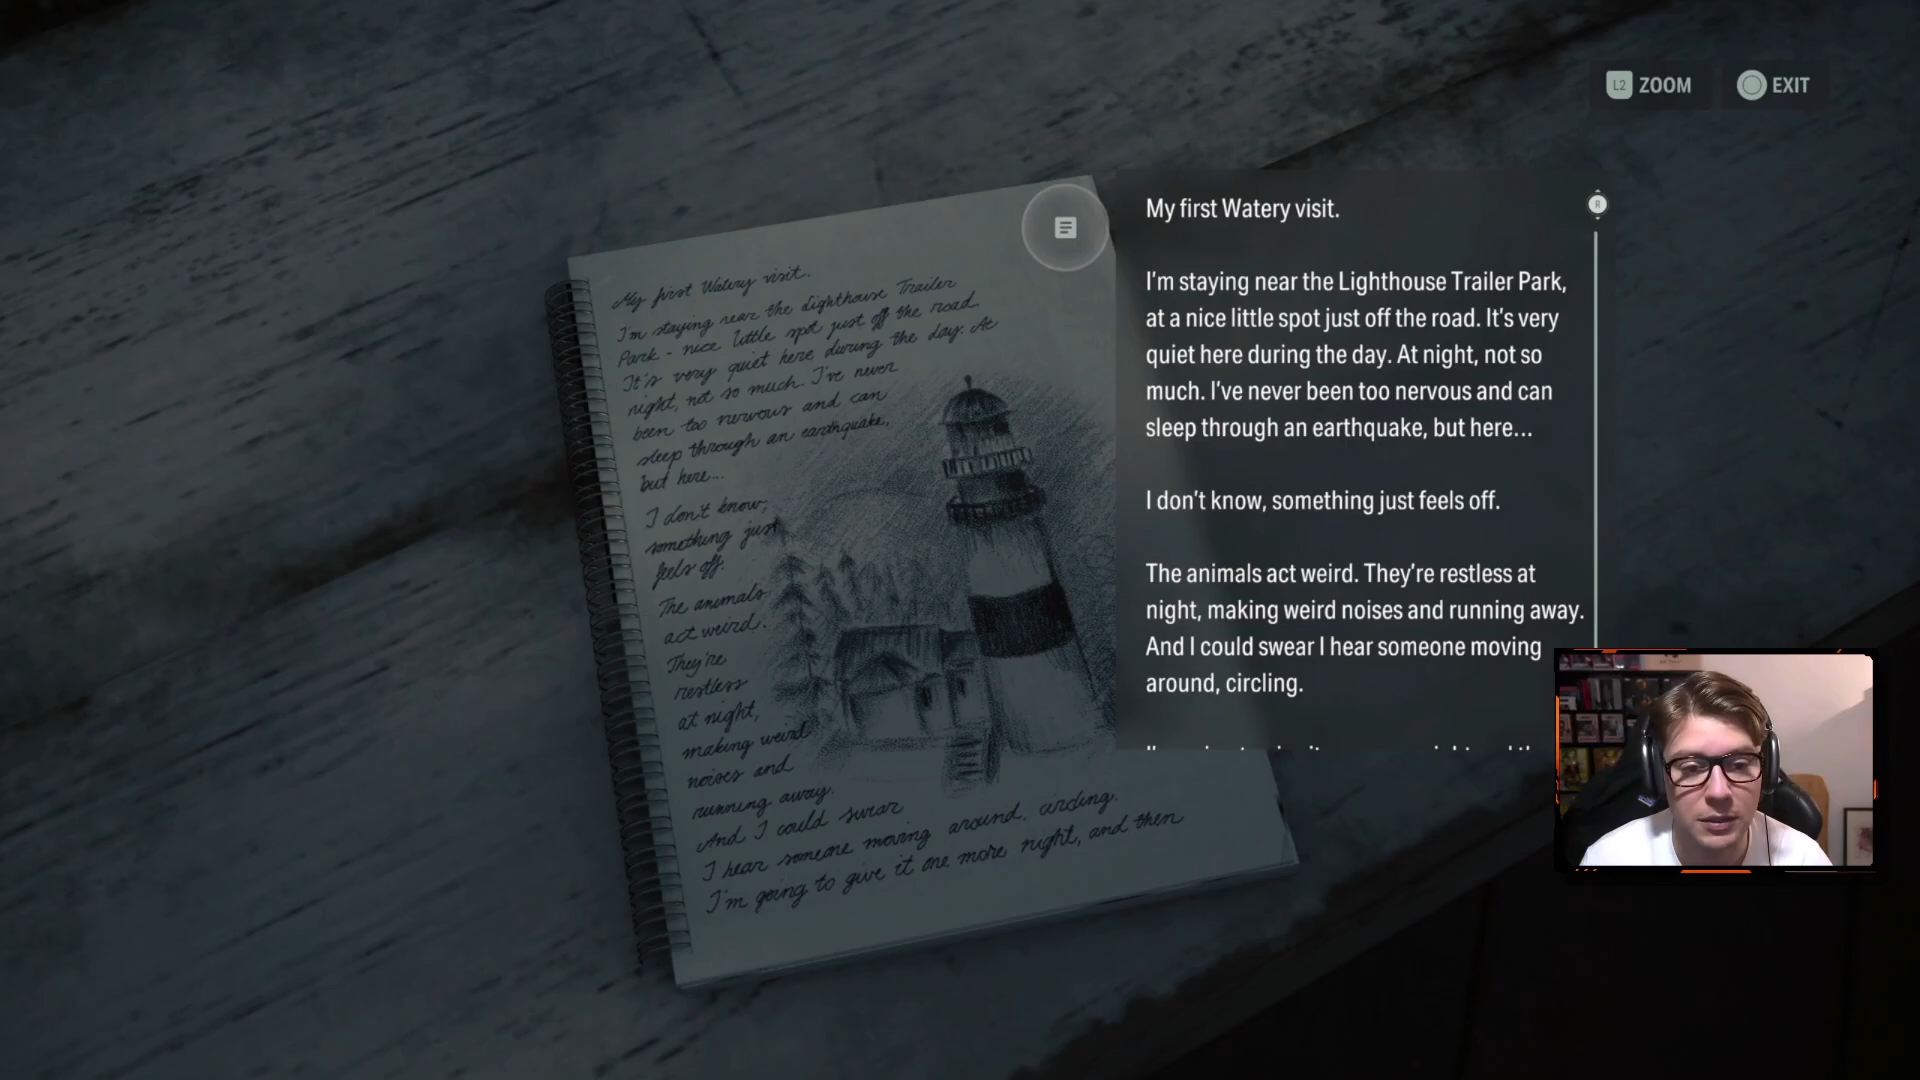 L2 ZOOM
EXIT
My first Watery visit.
I'm staying near the Lighthouse Trailer
Park - nice little spot just off the road.
It's very quiet here during the day. At
night, not so much. I've never
been too nervous and can
sleep through an earthquake,
but here...
I don't know,
something just
feels off.
The animals
act weird.
They're
restless
at night,
making weird
noises and
running away.
And I could swear
I hear someone moving around, circling.
I'm going to give it one more night, and then
R
My first Watery visit.
I'm staying near the Lighthouse Trailer Park,
at a nice little spot just off the road. It's very
quiet here during the day. At night, not so
much. I've never been too nervous and can
sleep through an earthquake, but here...
I don't know, something just feels off.
The animals act weird. They're restless at
night, making weird noises and running away.
And I could swear I hear someone moving
around, circling.